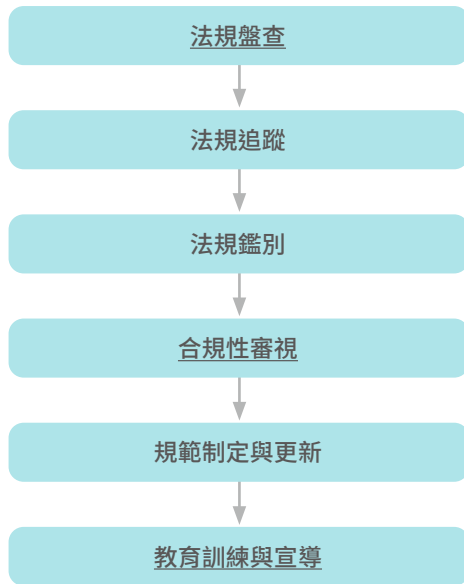 法規盤查
法規追蹤
法規鑑別
合規性審視
規範制定與更新
教育訓練與宣導